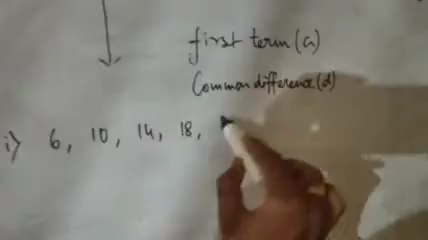 first term (a)
Common difference (d)
i) 6, 10, 14, 18,